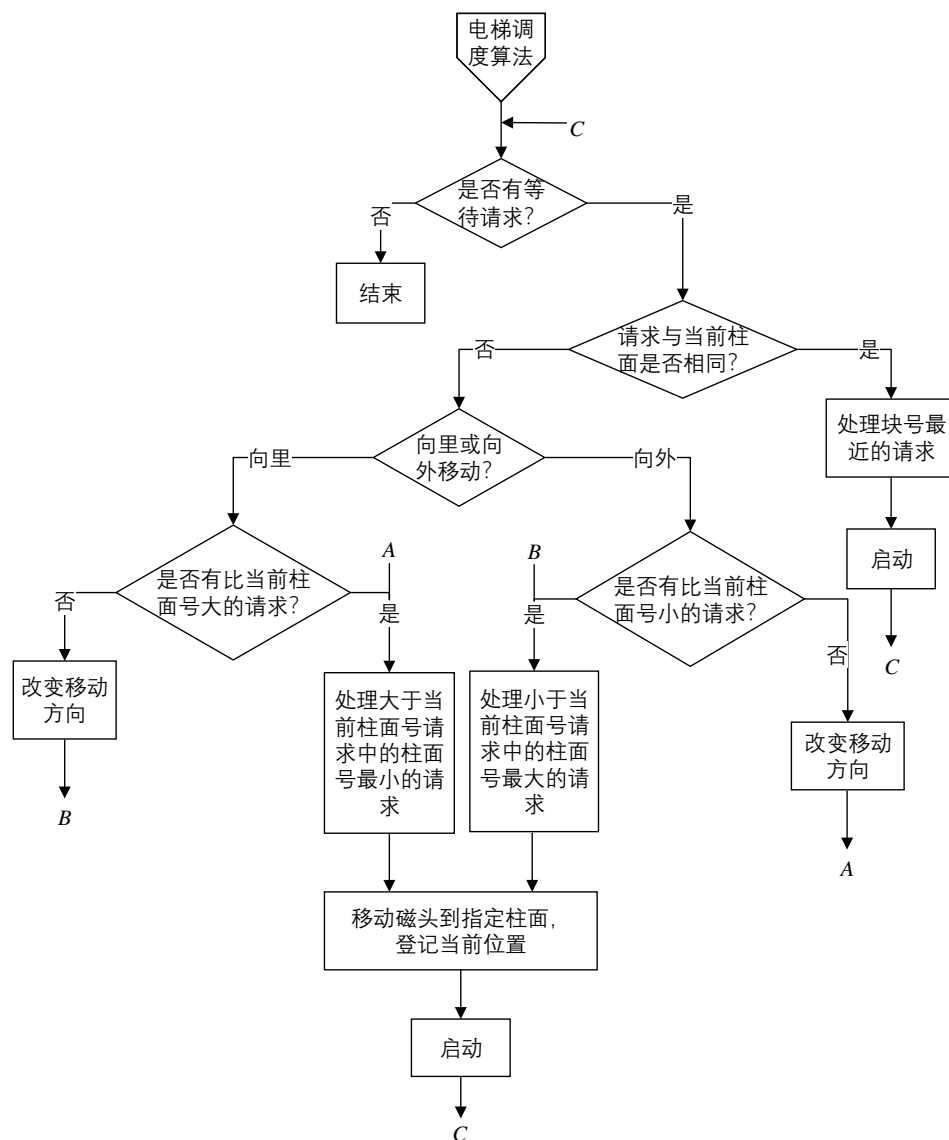 电梯调
度算法
C
是否有等
待请求?
否
是
结束
请求与当前柱
面是否相同?
否
是
处理块号最
近的请求
向里或向
外移动?
向里
向外
启动
A
B
是否有比当前柱
面号大的请求?
是否有比当前柱
面号小的请求?
否
是
是
否
C
改变移动
方向
处理大于当
前柱面号请
求中的柱面
号最小的请
求
处理小于当
前柱面号请
求中的柱面
号最大的请
求
改变移动
方向
B
A
移动磁头到指定柱面，
登记当前位置
启动
C